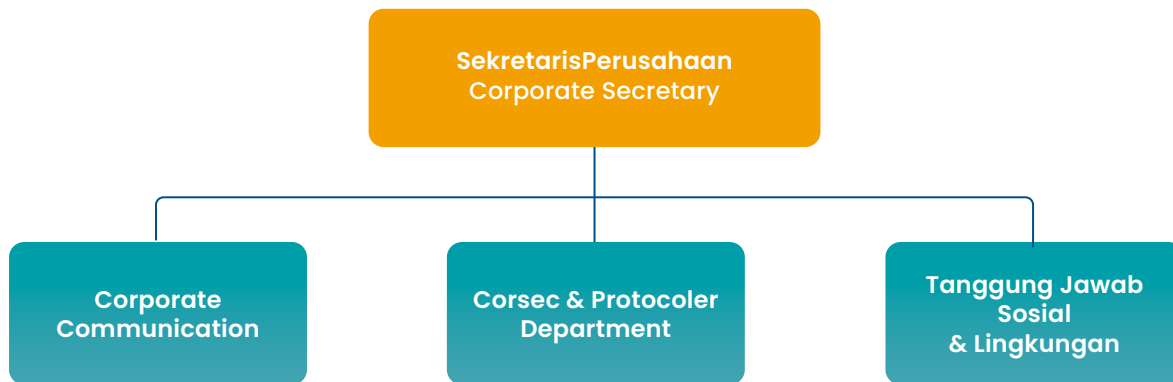 SekretarisPerusahaan
Corporate Secretary
Corporate
Communication
Corsec & Protocoler
Department
Tanggung Jawab
Sosial
& Lingkungan